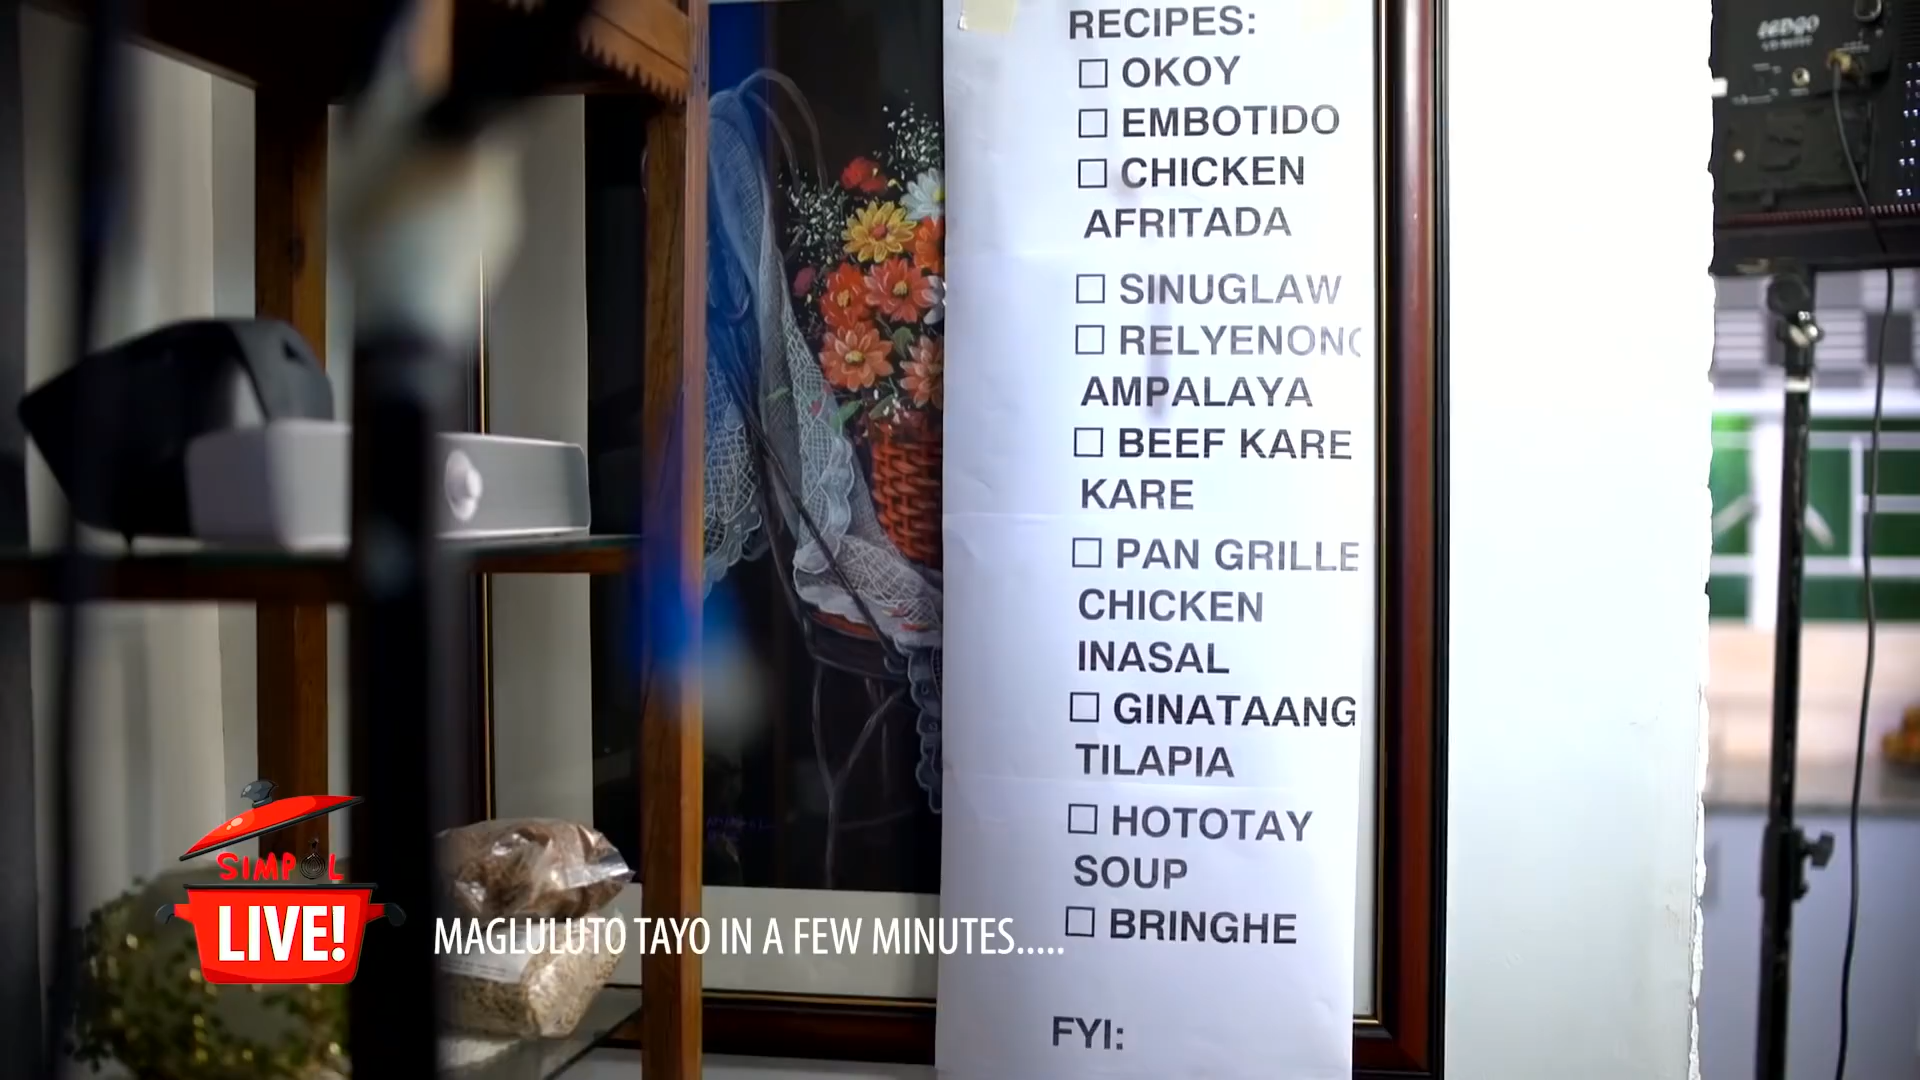 RECIPES:
☐ OKOY
☐ EMBOTIDO
☐ CHICKEN
AFRITADA
☐ SINUGLAW
☐ RELYENON
AMPALAYA
☐ BEEF KARE
KARE
☐ PAN GRILLE
CHICKEN
INASAL
☐ GINATAANG
TILAPIA
☐ HOTOTAY
SOUP
☐ BRINGHE
FYI:
SIMPOL
LIVE!
MAGLULUTO TAYO IN A FEW MINUTES.....